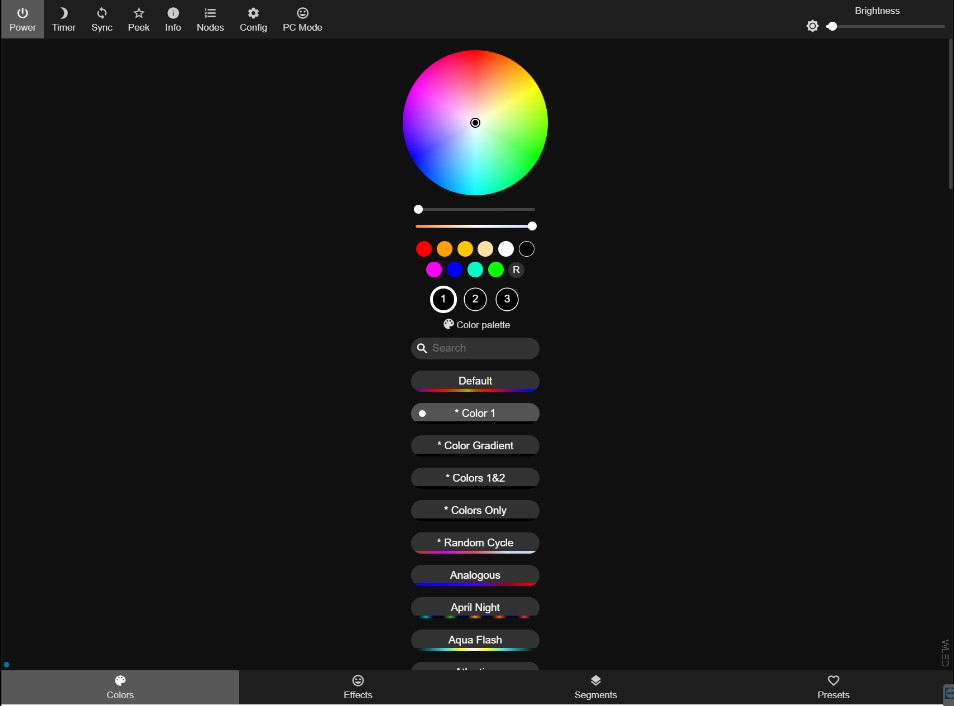 Power Timer Sync Peek Info Nodes Config PC Mode
Brightness
R
1 2 3
Color palette
Search
Default
* Color 1
* Color Gradient
* Colors 1&2
* Colors Only
* Random Cycle
Analogous
April Night
Aqua Flash
WLED
Colors Effects Segments Presets